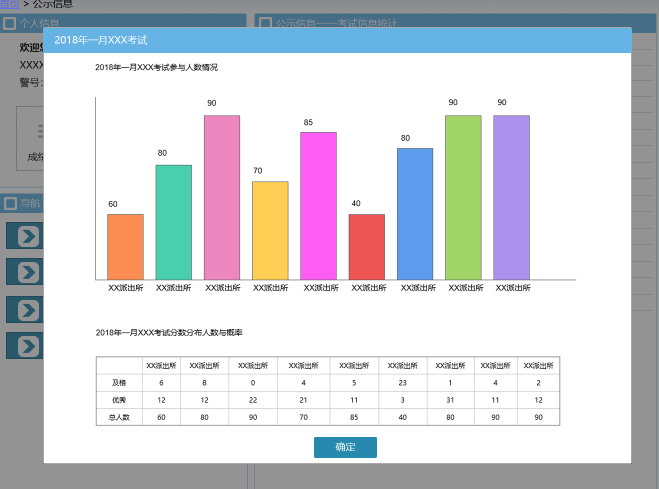 首页 > 公示信息
个人信息
公示信息——考试信息统计
欢迎您
XXXX
警号:
导航
2018年一月XXX考试
2018年一月XXX考试参与人数情况
60 80 90 70 85 40 80 90 90
XX派出所 XX派出所 XX派出所 XX派出所 XX派出所 XX派出所 XX派出所 XX派出所 XX派出所
2018年一月XXX考试分数分布人数与概率
XX派出所 XX派出所 XX派出所 XX派出所 XX派出所 XX派出所 XX派出所 XX派出所 XX派出所
及格 6 8 0 4 5 23 1 4 2
优秀 12 12 22 21 11 3 31 11 12
总人数 60 80 90 70 85 40 80 90 90
确定